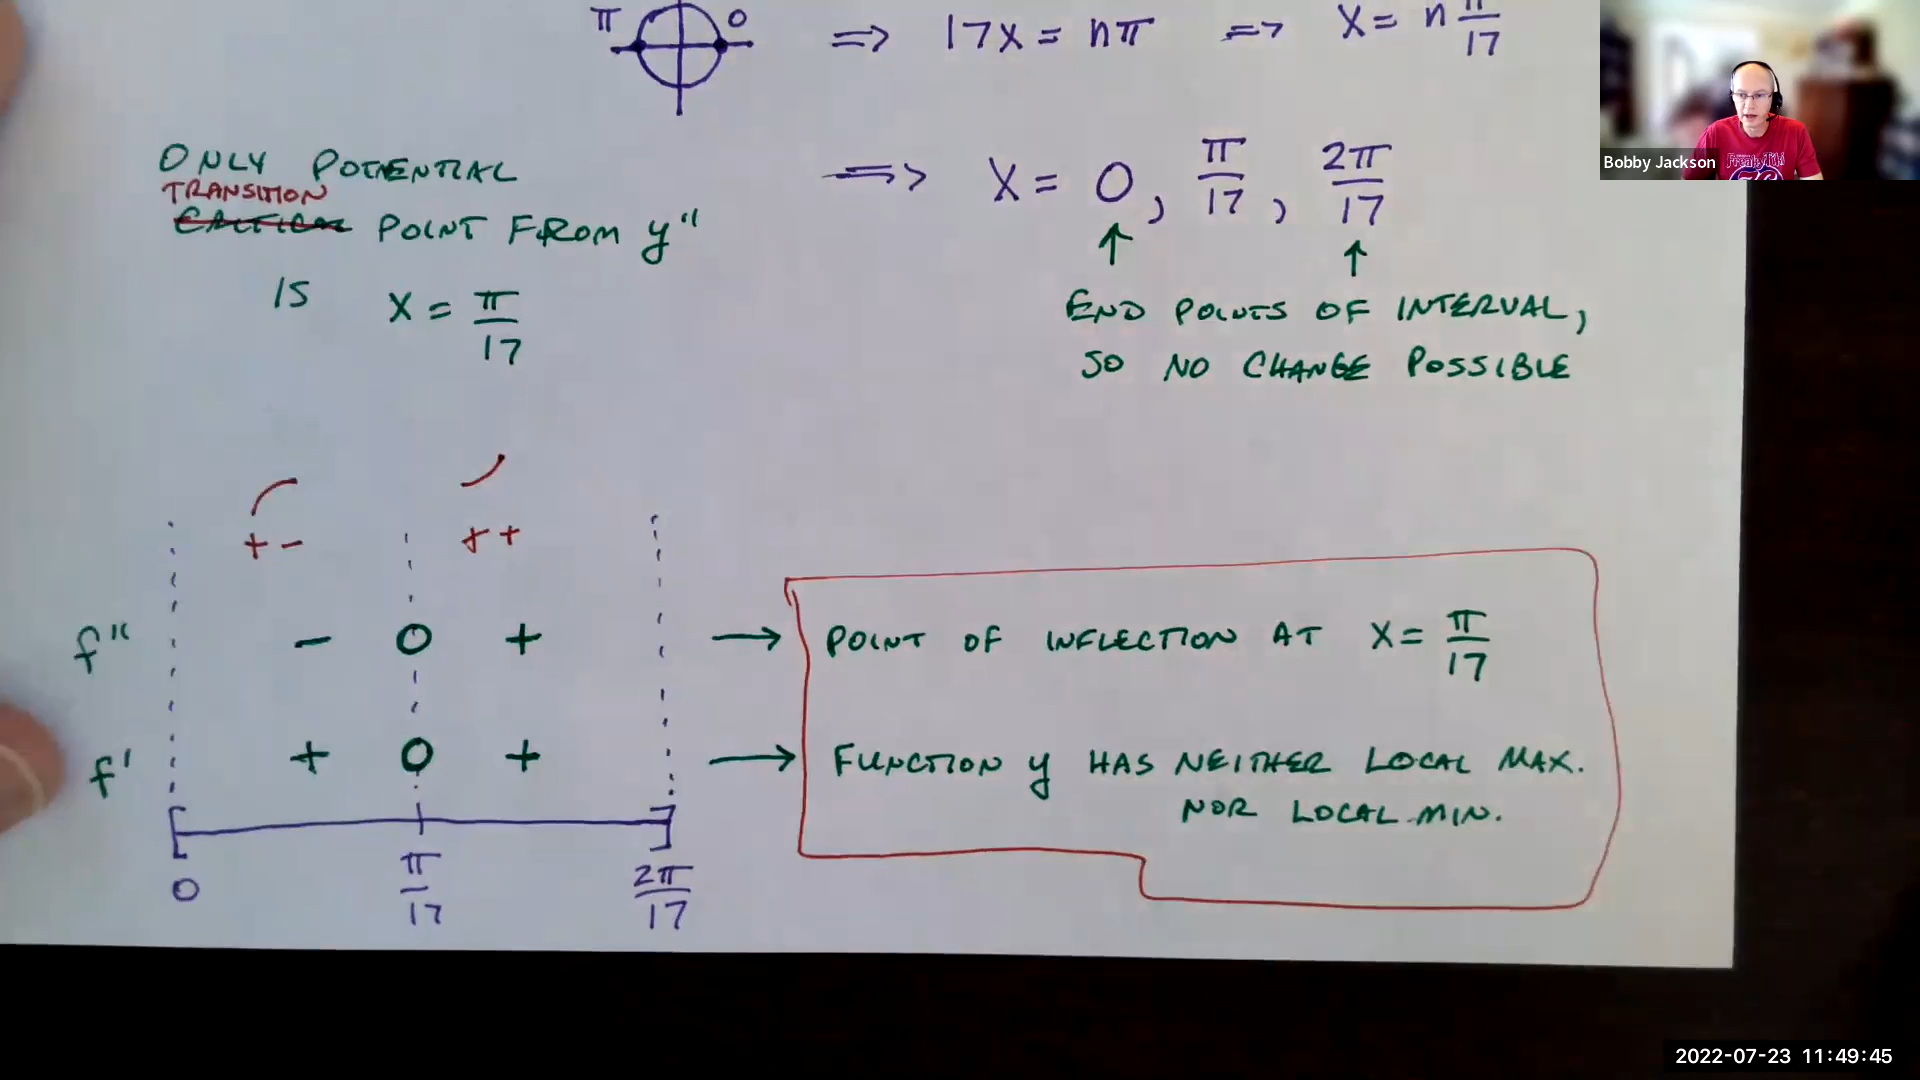 π 0 => 17x = nπ => x = n π/17
ONLY POTENTIAL
TRANSITION
CRITICAL POINT FROM y"
IS x = π/17
=> x = 0, π/17, 2π/17
↑ ↑
END POINTS OF INTERVAL,
SO NO CHANGE POSSIBLE
+ - + +
f" - 0 + → POINT OF INFLECTION AT x = π/17
f' + 0 + → FUNCTION y HAS NEITHER LOCAL MAX.
NOR LOCAL MIN.
0 π/17 2π/17
Bobby Jackson
2022-07-23 11:49:45